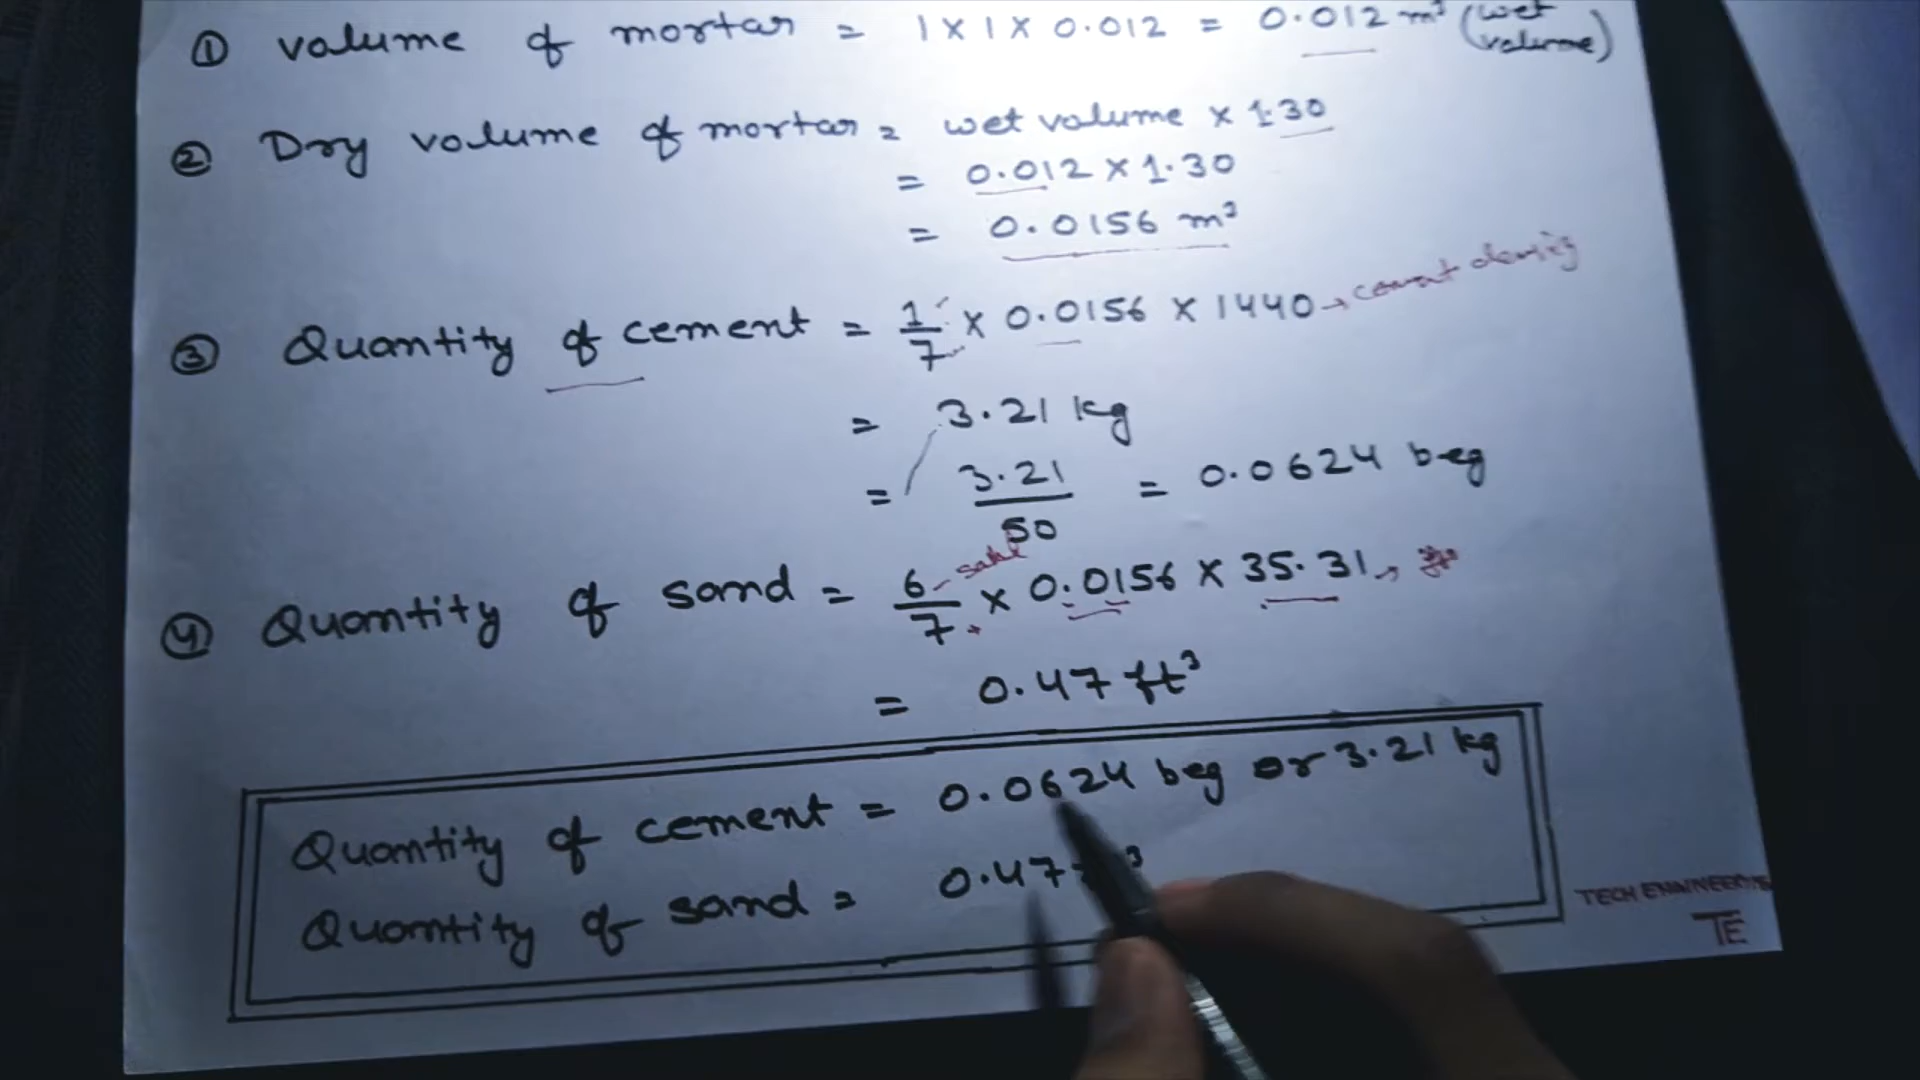 ① volume of mortar = 1 x 1 x 0.012 = 0.012 m³ (wet volume)
② Dry volume of mortar = wet volume x 1.30
= 0.012 x 1.30
= 0.0156 m³
③ Quantity of cement = 1/7 x 0.0156 x 1440 → cement density
= 3.21 kg
= 3.21/50 = 0.0624 beg
④ Quantity of sand = 6/7 x 0.0156 x 35.31 →
= 0.47 ft³
Quantity of cement = 0.0624 beg or 3.21 kg
Quantity of sand = 0.47 ³
TECH ENGINEERING
TE